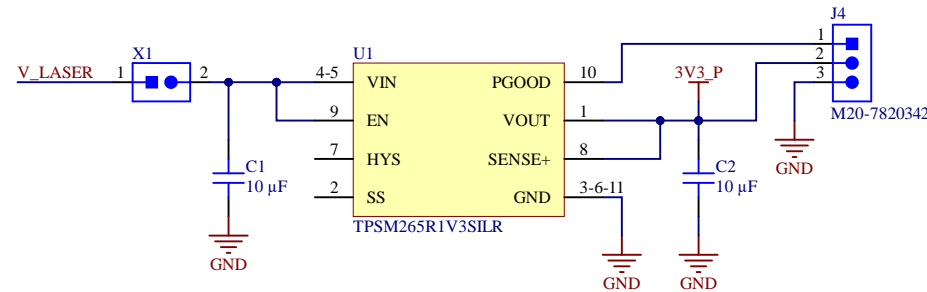 J4
X1
U1
V_LASER
1
2
4-5
VIN
PGOOD
10
3V3_P
1
2
3
9
EN
VOUT
1
M20-7820342
7
HYS
SENSE+
8
C1
10 µF
C2
10 µF
GND
2
SS
GND
3-6-11
TPSM265R1V3SILR
GND
GND
GND